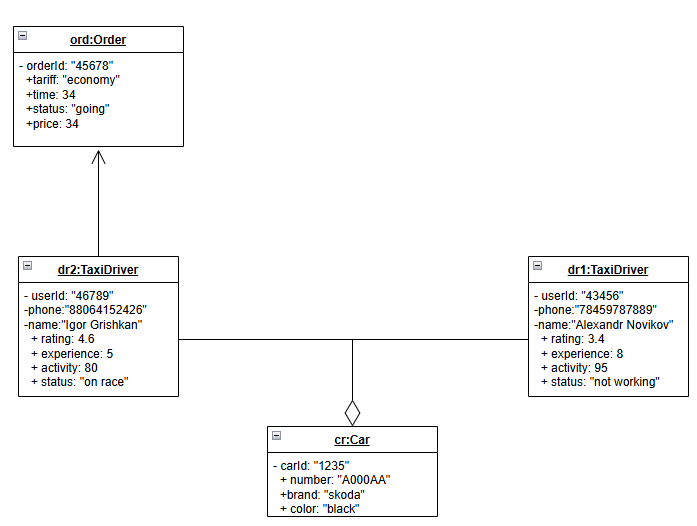 ord:Order
- orderId: "45678"
+tariff: "economy"
+time: 34
+status: "going"
+price: 34
dr2:TaxiDriver
- userId: "46789"
-phone:"88064152426"
-name:"Igor Grishkan"
+ rating: 4.6
+ experience: 5
+ activity: 80
+ status: "on race"
dr1:TaxiDriver
- userId: "43456"
-phone:"78459787889"
-name:"Alexandr Novikov"
+ rating: 3.4
+ experience: 8
+ activity: 95
+ status: "not working"
cr:Car
- carId: "1235"
+ number: "A000AA"
+brand: "skoda"
+ color: "black"